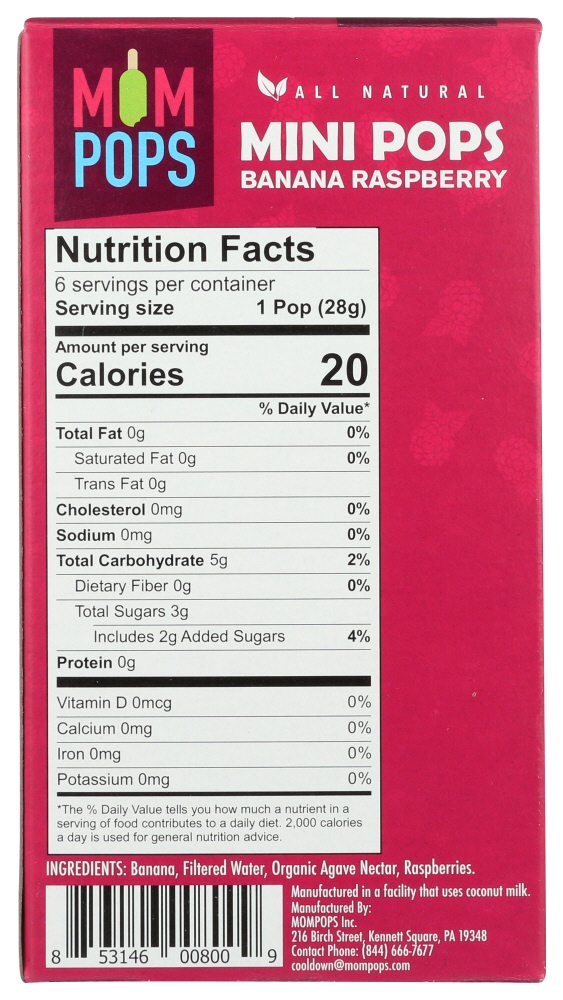 MOM
POPS
ALL NATURAL
MINI POPS
BANANA RASPBERRY
Nutrition Facts
6 servings per container
Serving size 1 Pop (28g)
Amount per serving
Calories 20
% Daily Value*
Total Fat 0g 0%
Saturated Fat 0g 0%
Trans Fat 0g
Cholesterol 0mg 0%
Sodium 0mg 0%
Total Carbohydrate 5g 2%
Dietary Fiber 0g 0%
Total Sugars 3g
Includes 2g Added Sugars 4%
Protein 0g
Vitamin D 0mcg 0%
Calcium 0mg 0%
Iron 0mg 0%
Potassium 0mg 0%
*The % Daily Value tells you how much a nutrient in a
serving of food contributes to a daily diet. 2,000 calories
a day is used for general nutrition advice.
INGREDIENTS: Banana, Filtered Water, Organic Agave Nectar, Raspberries.
Manufactured in a facility that uses coconut milk.
Manufactured By:
MOMPOPS Inc.
216 Birch Street, Kennett Square, PA 19348
Contact Phone: (844) 666-7677
cooldown@mompops.com
8 53146 00800 9